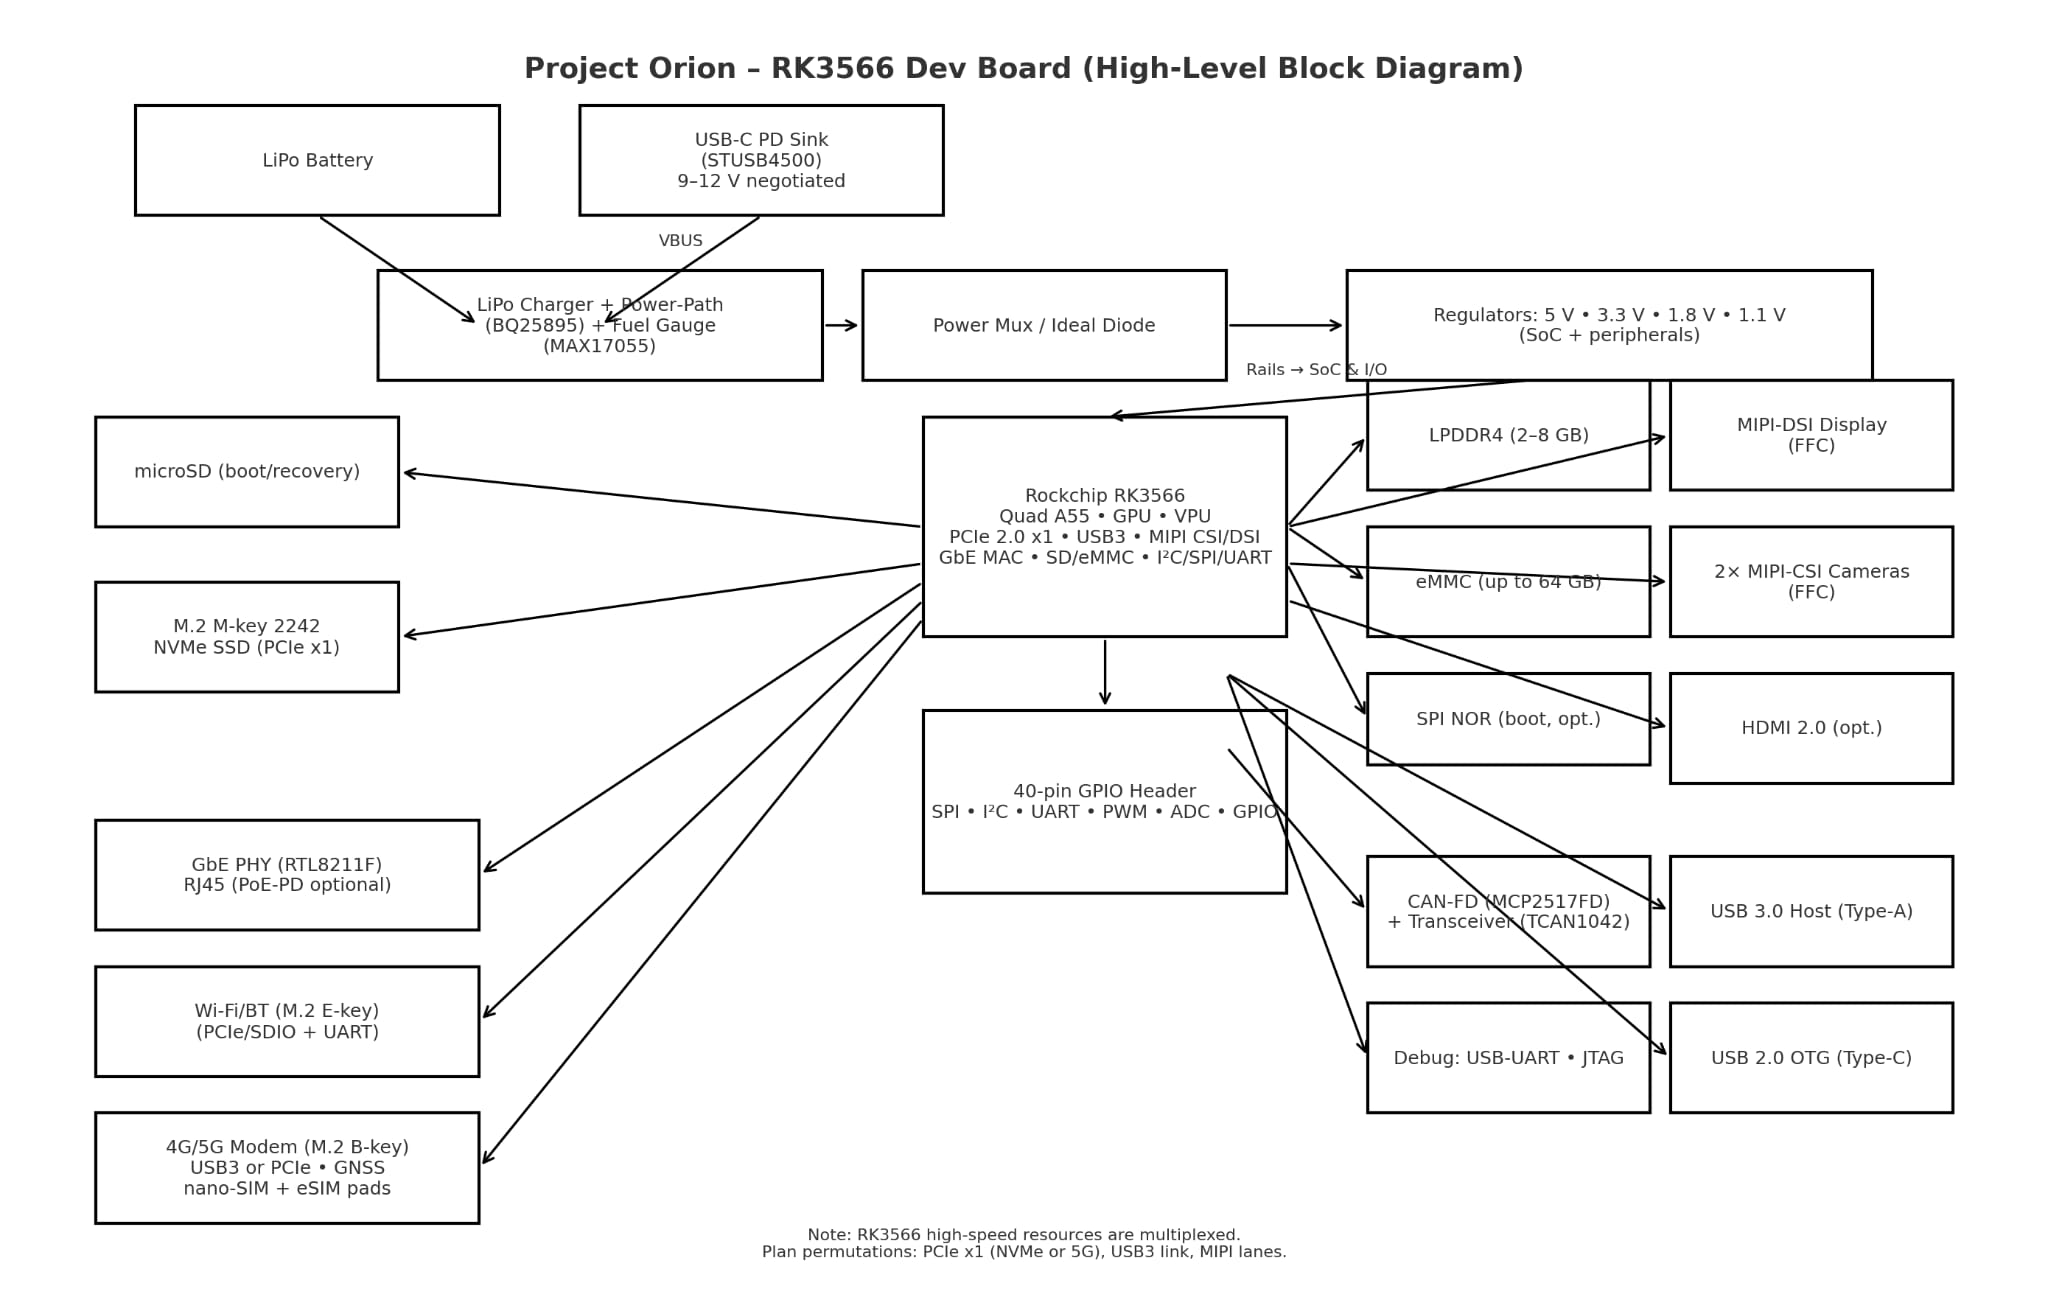 Project Orion – RK3566 Dev Board (High-Level Block Diagram)
LiPo Battery
USB-C PD Sink
(STUSB4500)
9–12 V negotiated
VBUS
LiPo Charger + Power-Path
(BQ25895) + Fuel Gauge
(MAX17055)
Power Mux / Ideal Diode
Regulators: 5 V • 3.3 V • 1.8 V • 1.1 V
(SoC + peripherals)
Rails → SoC & I/O
microSD (boot/recovery)
Rockchip RK3566
Quad A55 • GPU • VPU
PCIe 2.0 x1 • USB3 • MIPI CSI/DSI
GbE MAC • SD/eMMC • I²C/SPI/UART
LPDDR4 (2–8 GB)
MIPI-DSI Display
(FFC)
M.2 M-key 2242
NVMe SSD (PCIe x1)
eMMC (up to 64 GB)
2× MIPI-CSI Cameras
(FFC)
SPI NOR (boot, opt.)
HDMI 2.0 (opt.)
40-pin GPIO Header
SPI • I²C • UART • PWM • ADC • GPIO
GbE PHY (RTL8211F)
RJ45 (PoE-PD optional)
CAN-FD (MCP2517FD)
+ Transceiver (TCAN1042)
USB 3.0 Host (Type-A)
Wi-Fi/BT (M.2 E-key)
(PCIe/SDIO + UART)
Debug: USB-UART • JTAG
USB 2.0 OTG (Type-C)
4G/5G Modem (M.2 B-key)
USB3 or PCIe • GNSS
nano-SIM + eSIM pads
Note: RK3566 high-speed resources are multiplexed.
Plan permutations: PCIe x1 (NVMe or 5G), USB3 link, MIPI lanes.